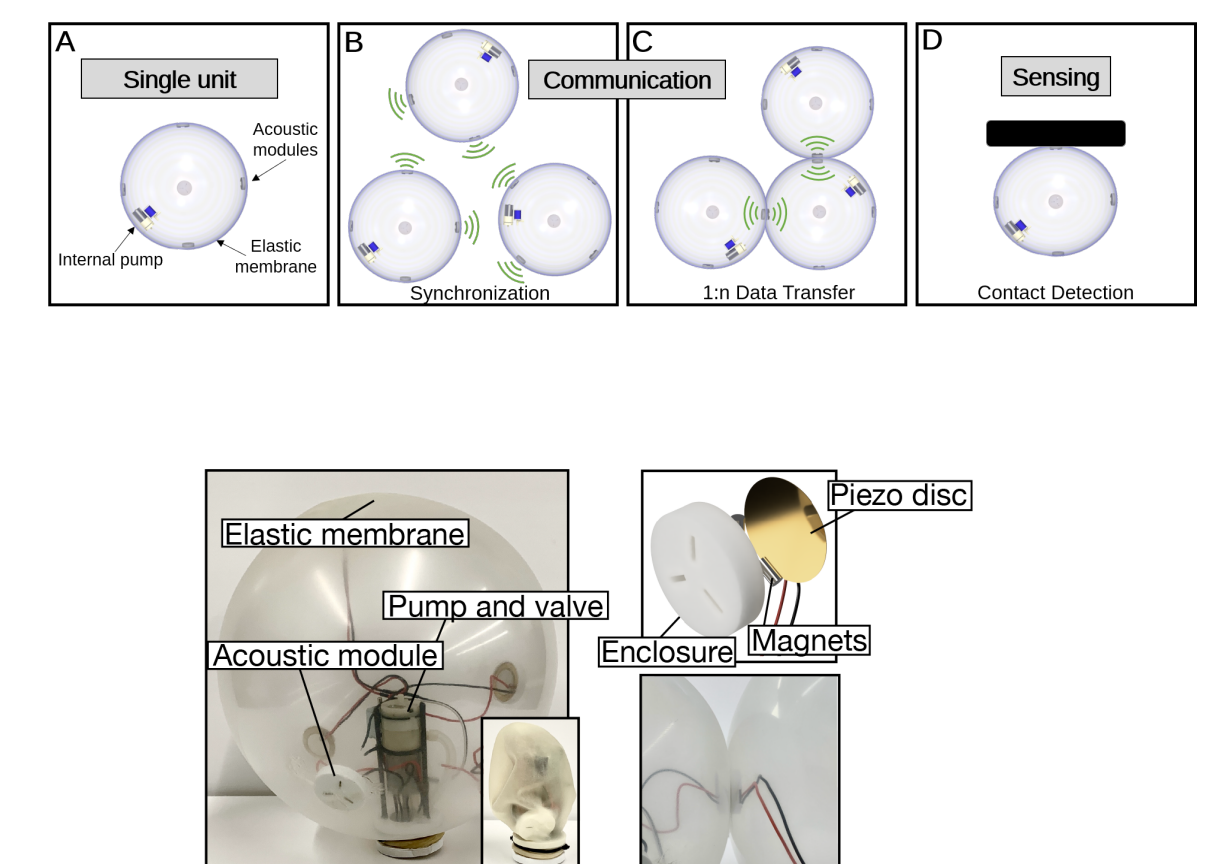 A
Single unit
Acoustic
modules
Internal pump
Elastic
membrane
B
Communication
Synchronization
C
1:n Data Transfer
D
Sensing
Contact Detection
Elastic membrane
Pump and valve
Acoustic module
Piezo disc
Enclosure
Magnets